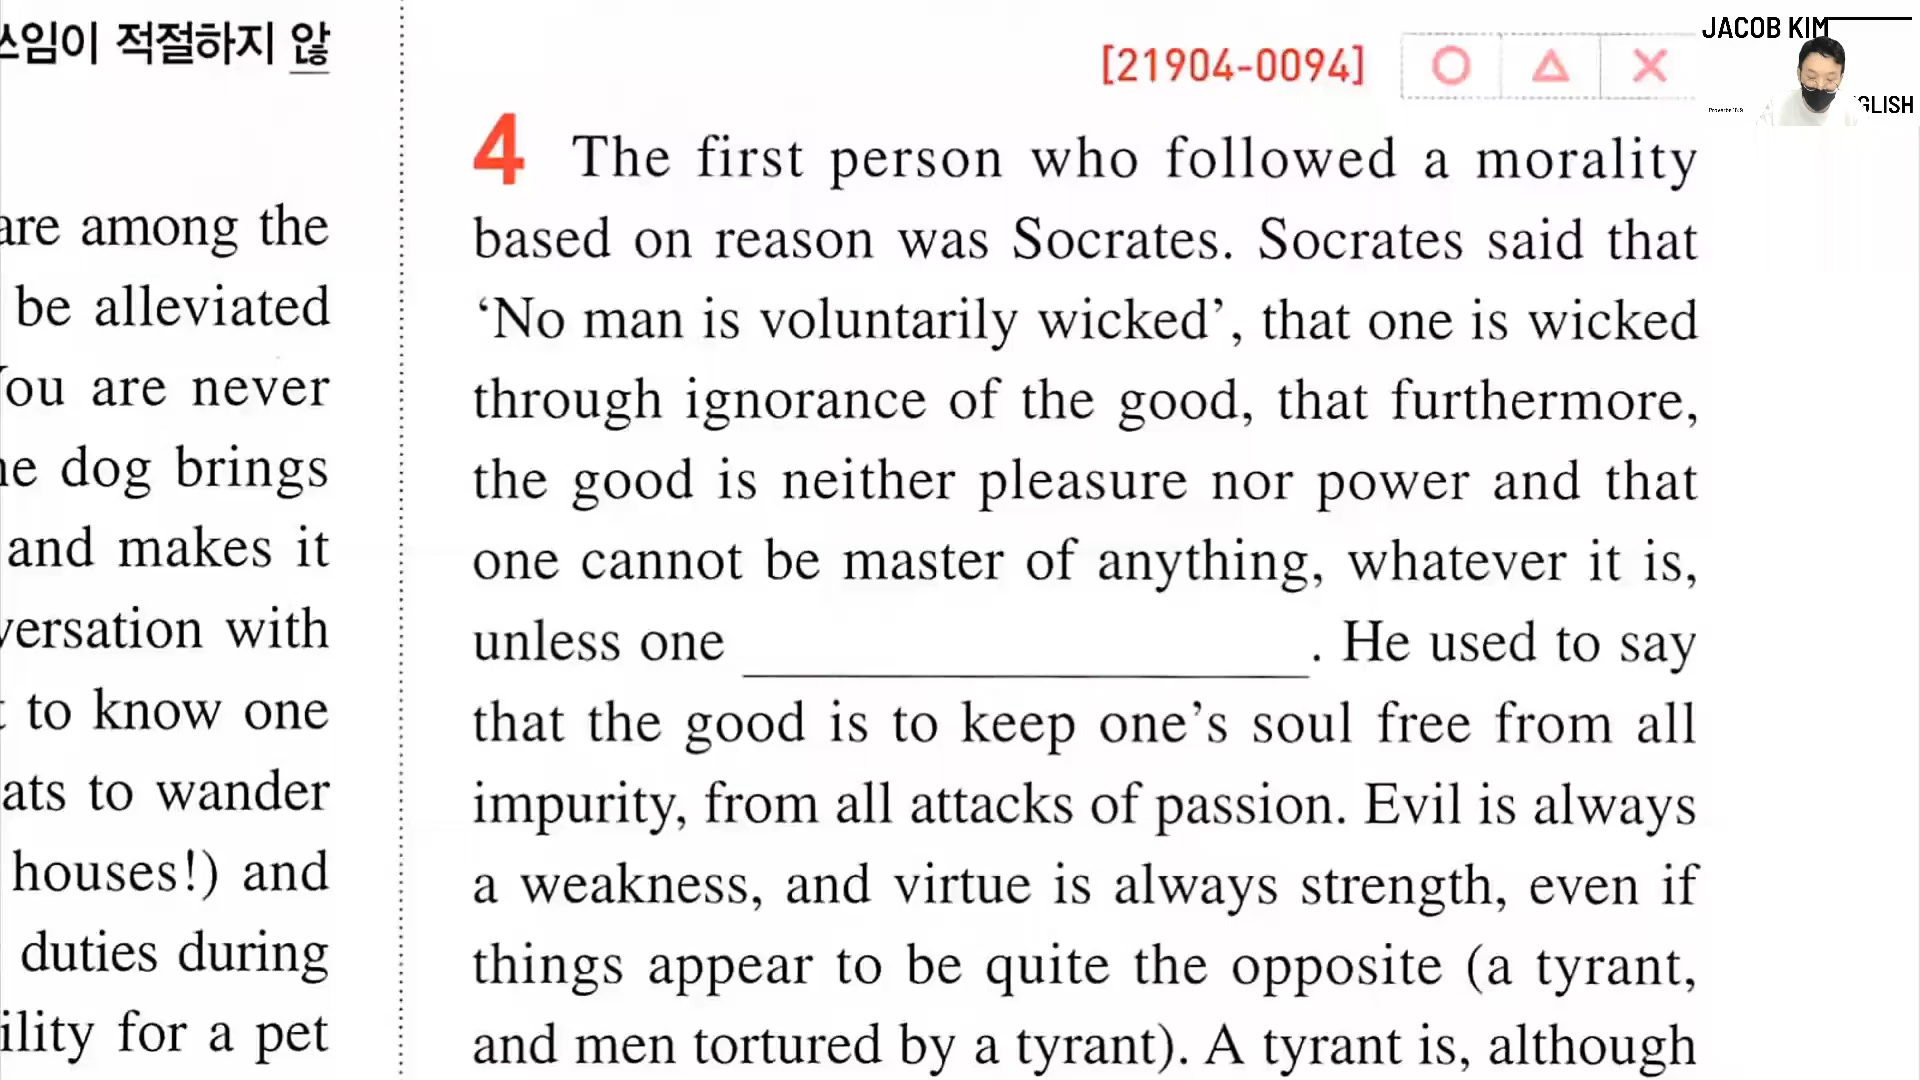 쓰임이 적절하지 않
are among the
be alleviated
You are never
he dog brings
and makes it
versation with
to know one
ats to wander
houses!) and
duties during
ility for a pet
[21904-0094]
4 The first person who followed a morality
based on reason was Socrates. Socrates said that
‘No man is voluntarily wicked’, that one is wicked
through ignorance of the good, that furthermore,
the good is neither pleasure nor power and that
one cannot be master of anything, whatever it is,
unless one ______________. He used to say
that the good is to keep one’s soul free from all
impurity, from all attacks of passion. Evil is always
a weakness, and virtue is always strength, even if
things appear to be quite the opposite (a tyrant,
and men tortured by a tyrant). A tyrant is, although
JACOB KIM
GLISH